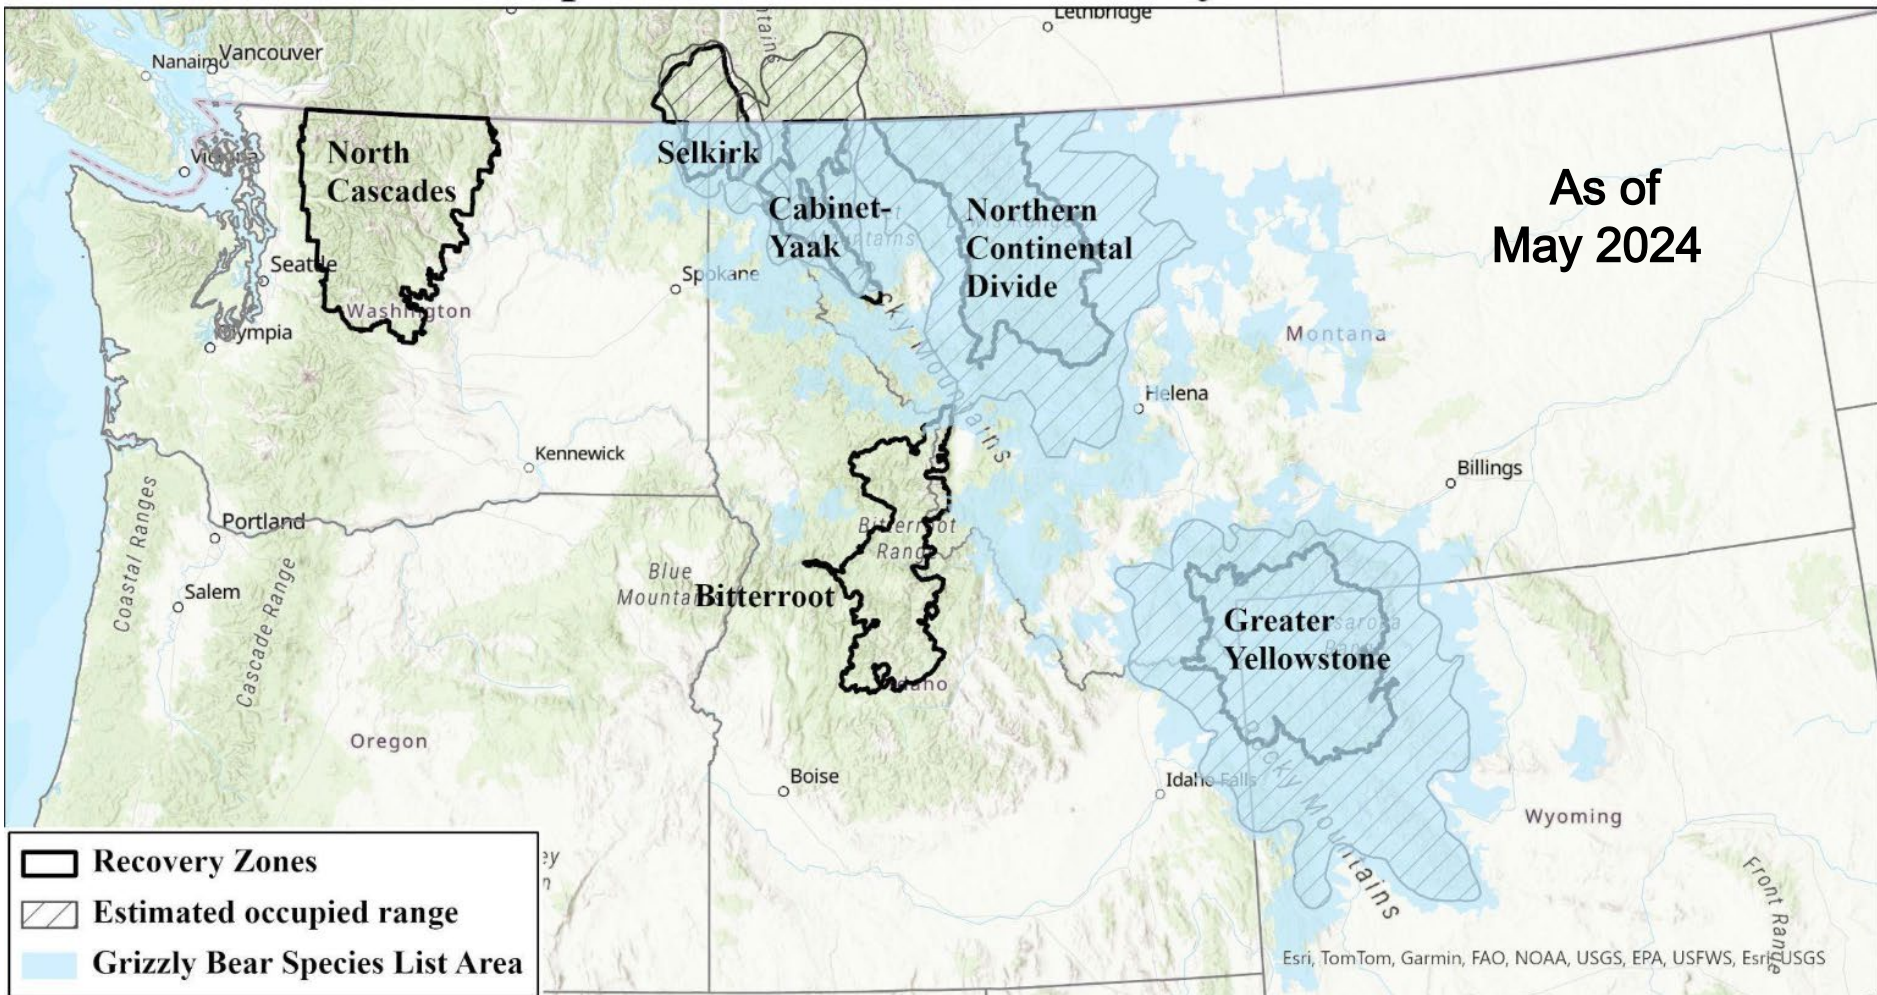 Lethbridge
Vancouver
Nanaimo
North
Cascades
Victoria
Selkirk
Cabinet-
Yaak
Northern
Continental
Divide
As of
May 2024
Seattle
Spokane
Washington
Olympia
Montana
Rocky Mountains
Helena
Kennewick
Billings
Coastal Ranges
Portland
Bitterroot
Range
Cascade Range
Salem
Blue
Mountains
Bitterroot
Greater
Yellowstone
Idaho
Oregon
Boise
Idaho Falls
Rocky Mountains
Wyoming
Front Range
Recovery Zones
Estimated occupied range
Grizzly Bear Species List Area
Esri, TomTom, Garmin, FAO, NOAA, USGS, EPA, USFWS, Esri, USGS